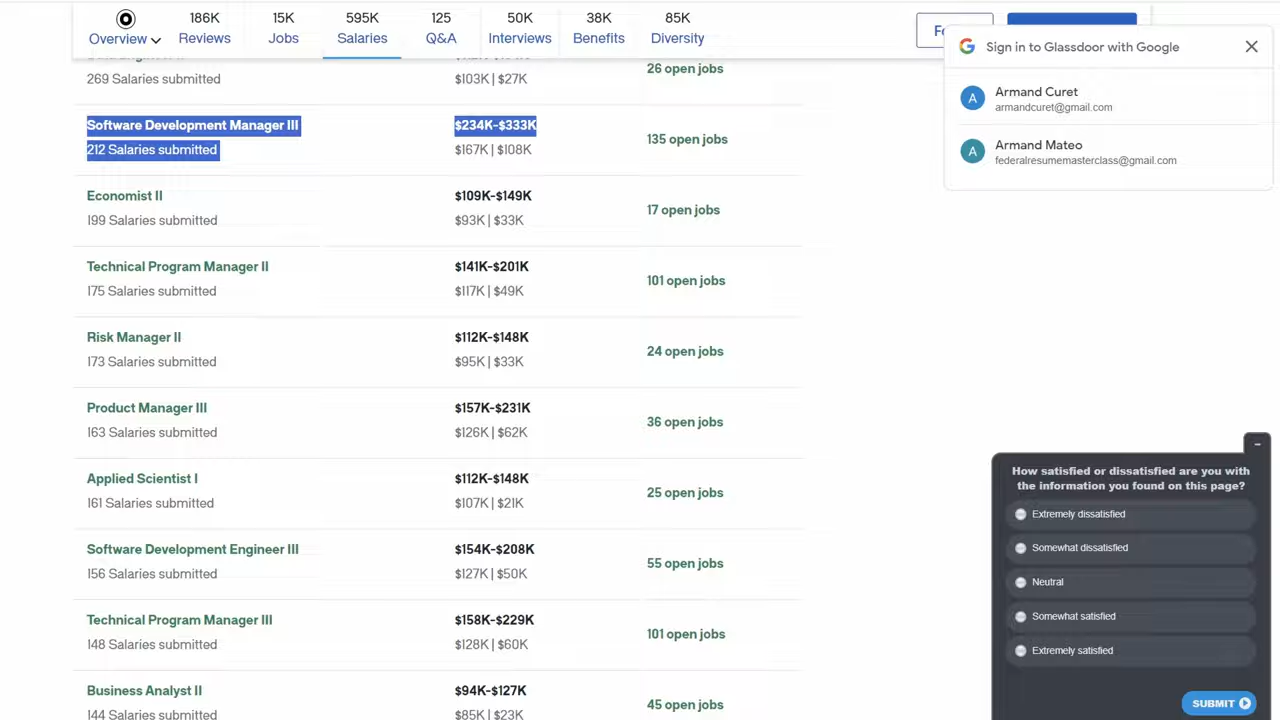 186K
15K
595K
125
50K
38K
85K
Overview
Reviews
Jobs
Salaries
Q&A
Interviews
Benefits
Diversity
269 Salaries submitted
$103K | $27K
26 open jobs
Software Development Manager III
$234K-$333K
212 Salaries submitted
$167K | $108K
135 open jobs
Economist II
$109K-$149K
199 Salaries submitted
$93K | $33K
17 open jobs
Technical Program Manager II
$141K-$201K
175 Salaries submitted
$117K | $49K
101 open jobs
Risk Manager II
$112K-$148K
173 Salaries submitted
$95K | $33K
24 open jobs
Product Manager III
$157K-$231K
163 Salaries submitted
$126K | $62K
36 open jobs
Applied Scientist I
$112K-$148K
161 Salaries submitted
$107K | $21K
25 open jobs
Software Development Engineer III
$154K-$208K
156 Salaries submitted
$127K | $50K
55 open jobs
Technical Program Manager III
$158K-$229K
148 Salaries submitted
$128K | $60K
101 open jobs
Business Analyst II
$94K-$127K
144 Salaries submitted
$85K | $23K
45 open jobs
Sign in to Glassdoor with Google
A
Armand Curet
armandcuret@gmail.com
A
Armand Mateo
federalresumemasterclass@gmail.com
How satisfied or dissatisfied are you with
the information you found on this page?
Extremely dissatisfied
Somewhat dissatisfied
Neutral
Somewhat satisfied
Extremely satisfied
SUBMIT